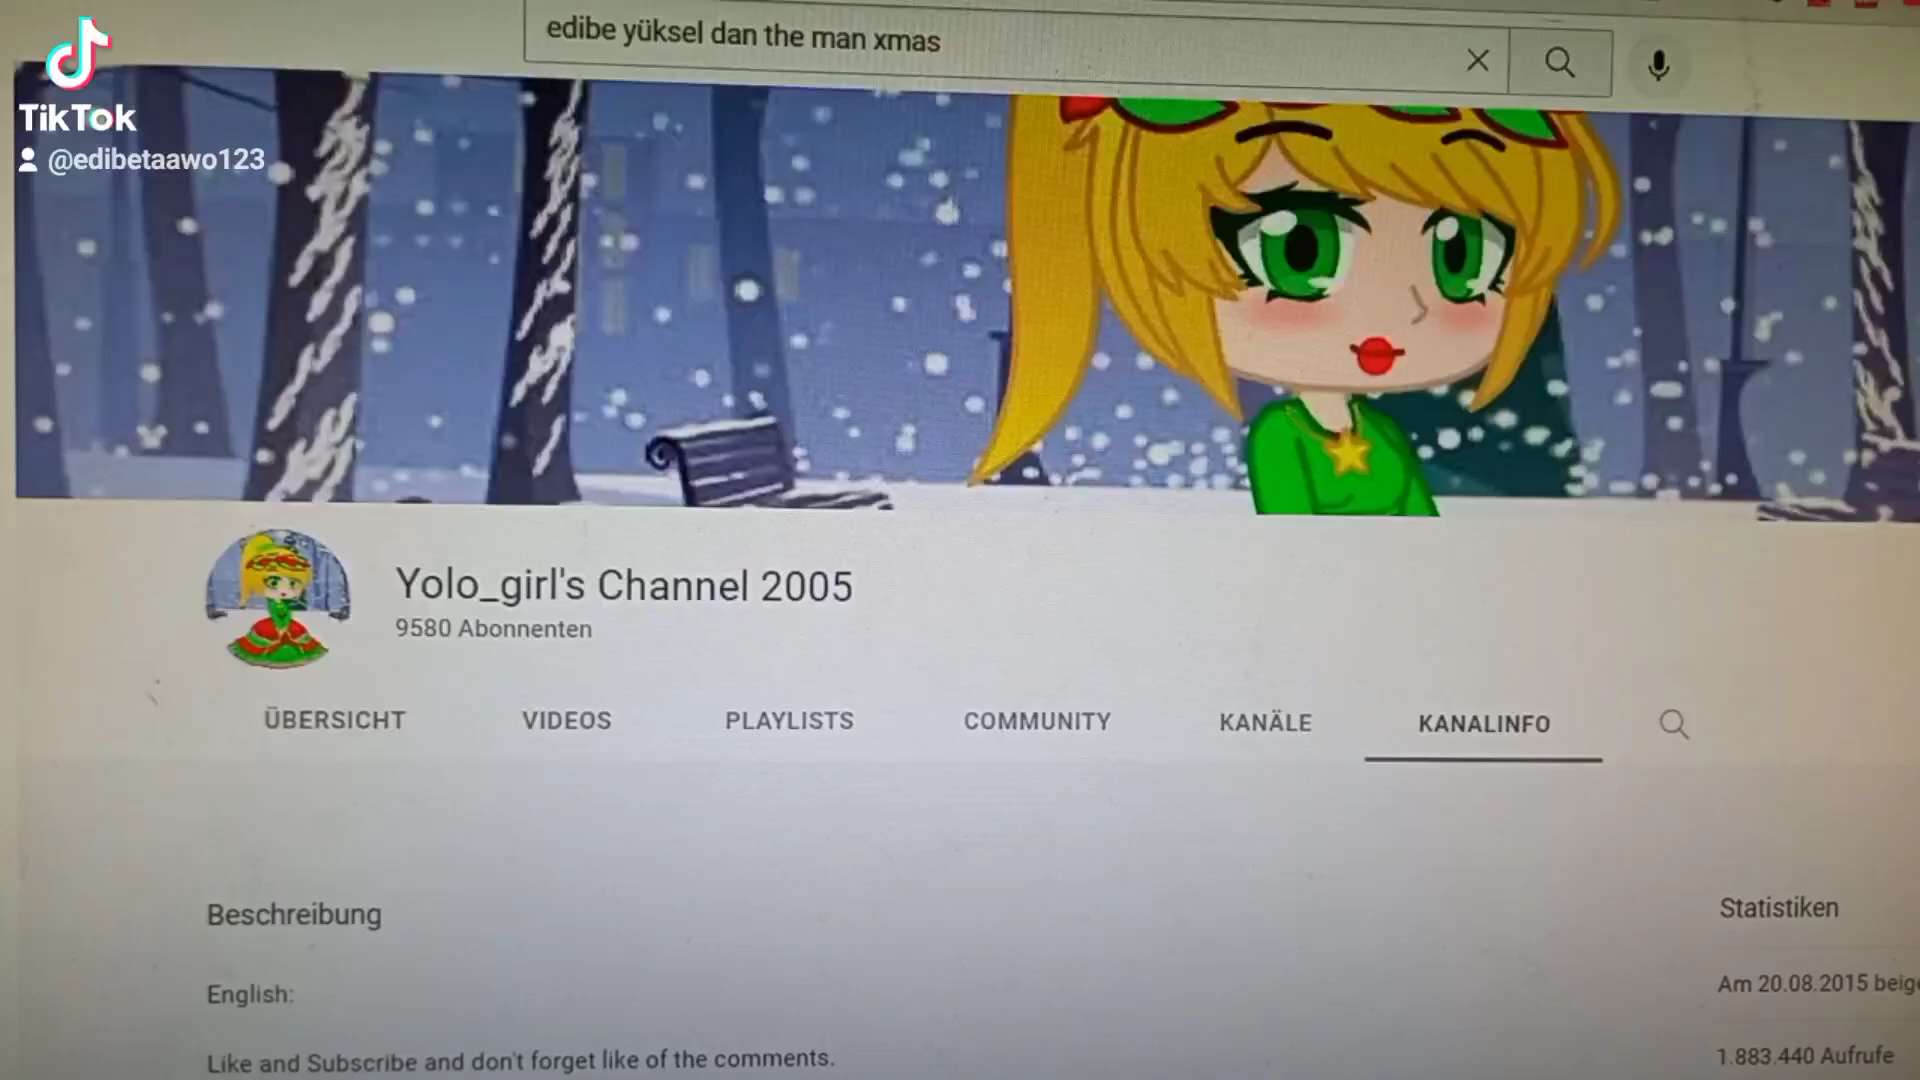 edibe yüksel dan the man xmas
TikTok
@edibetaawo123
Yolo_girl's Channel 2005
9580 Abonnenten
ÜBERSICHT
VIDEOS
PLAYLISTS
COMMUNITY
KANÄLE
KANALINFO
Beschreibung
Statistiken
English:
Am 20.08.2015
Like and Subscribe and don't forget like of the comments.
1.883.440 Aufrufe